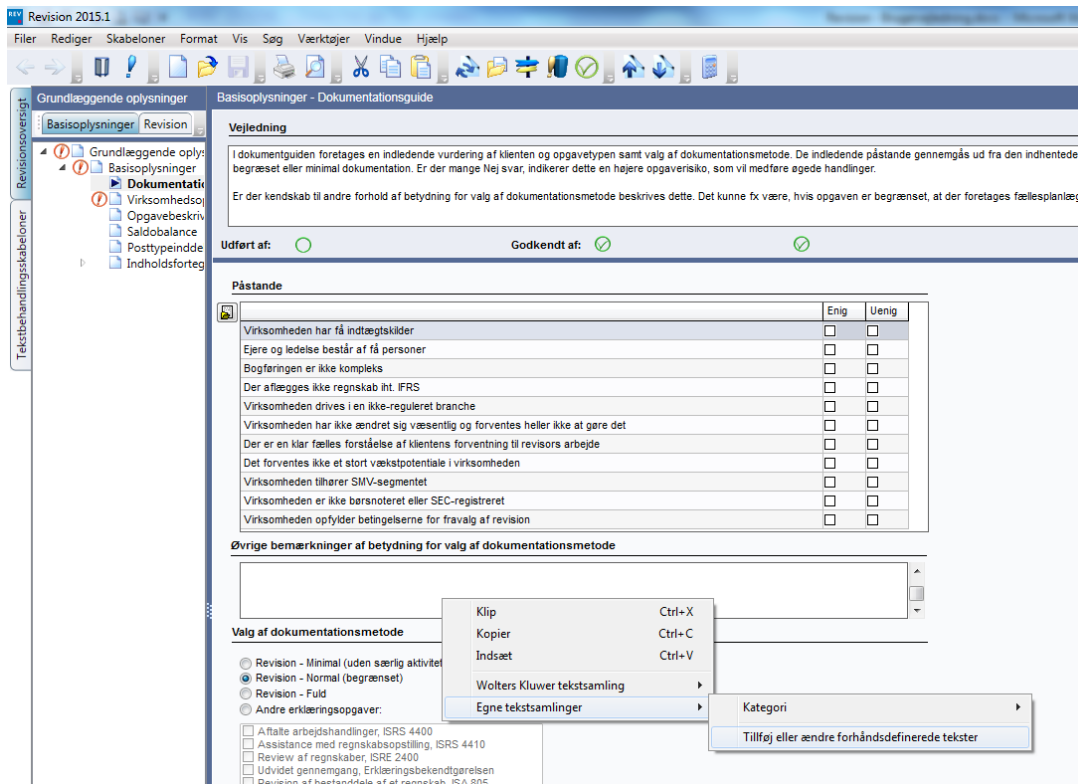 REV Revision 2015.1
Filer Rediger Skabeloner Format Vis Søg Værktøjer Vindue Hjælp
Revisionsoversigt
Tekstbehandlingsskabeloner
Grundlæggende oplysninger
Basisoplysninger Revision
Grundlæggende oplys
Basisoplysninger
Dokumentatio
Virksomhedsop
Opgavebeskriv
Saldobalance
Posttypeindde
Indholdsforteg
Basisoplysninger - Dokumentationsguide
Vejledning
I dokumentguiden foretages en indledende vurdering af klienten og opgavetypen samt valg af dokumentationsmetode. De indledende påstande gennemgås ud fra den indhentede
begræset eller minimal dokumentation. Er der mange Nej svar, indikerer dette en højere opgaverisiko, som vil medføre øgede handlinger.
Er der kendskab til andre forhold af betydning for valg af dokumentationsmetode beskrives dette. Det kunne fx være, hvis opgaven er begrænset, at der foretages fællesplanlæg
Udført af: Godkendt af:
Påstande
Enig Uenig
Virksomheden har få indtægtskilder
Ejere og ledelse består af få personer
Bogføringen er ikke kompleks
Der aflægges ikke regnskab iht. IFRS
Virksomheden drives i en ikke-reguleret branche
Virksomheden har ikke ændret sig væsentlig og forventes heller ikke at gøre det
Der er en klar fælles forståelse af klientens forventning til revisors arbejde
Det forventes ikke et stort vækstpotentiale i virksomheden
Virksomheden tilhører SMV-segmentet
Virksomheden er ikke børsnoteret eller SEC-registreret
Virksomheden opfylder betingelserne for fravalg af revision
Øvrige bemærkninger af betydning for valg af dokumentationsmetode
Valg af dokumentationsmetode
Revision - Minimal (uden særlig aktivitet
Revision - Normal (begrænset)
Revision - Fuld
Andre erklæringsopgaver:
Aftalte arbejdshandlinger, ISRS 4400
Assistance med regnskabsopstilling, ISRS 4410
Review af regnskaber, ISRE 2400
Udvidet gennemgang, Erklæringsbekendtgørelsen
Revision af bestanddele af et regnskab, ISA 805
Klip Ctrl+X
Kopier Ctrl+C
Indsæt Ctrl+V
Wolters Kluwer tekstsamling
Egne tekstsamlinger
Kategori
Tillføj eller ændre forhåndsdefinerede tekster